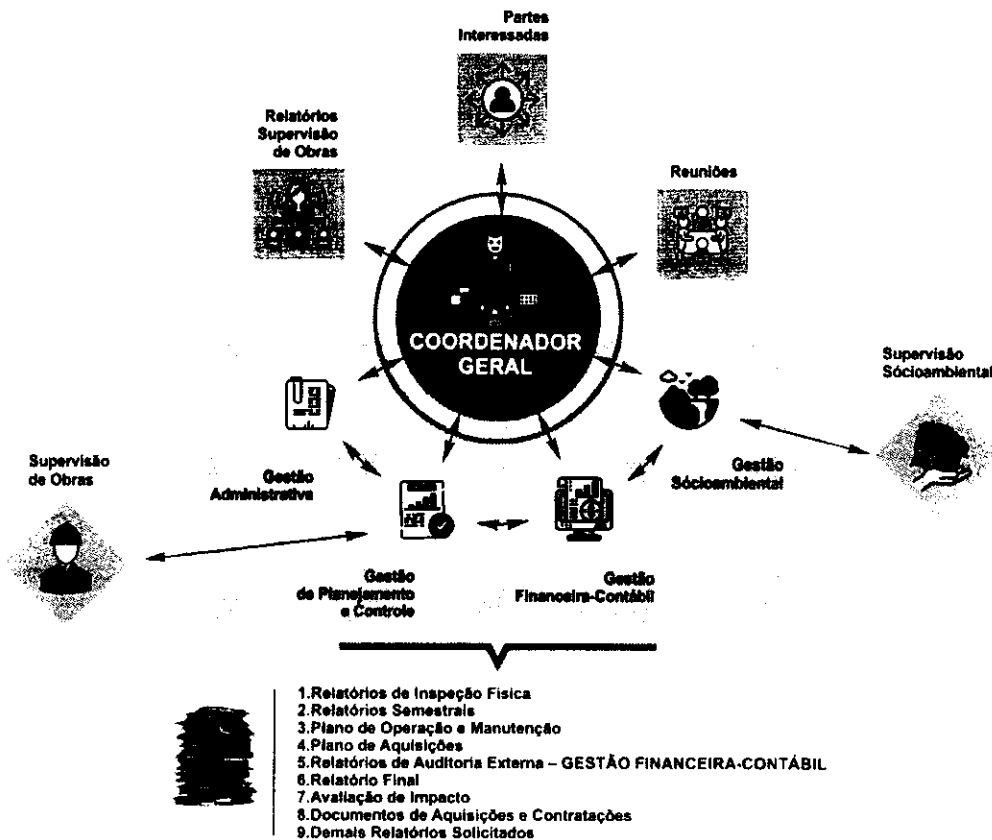 Partes
Interessadas
Relatórios
Supervisão
de Obras
Reuniões
COORDENADOR
GERAL
Supervisão
Sócioambiental
Supervisão
de Obras
Gestão
Administrativa
Gestão
Sócioambiental
Gestão
de Planejamento
e Controle
Gestão
Financeira-Contábil
1.Relatórios de Inspeção Física
2.Relatórios Semestrais
3.Plano de Operação e Manutenção
4.Plano de Aquisições
5.Relatórios de Auditoria Externa – GESTÃO FINANCEIRA-CONTÁBIL
6.Relatório Final
7.Avaliação de Impacto
8.Documentos de Aquisições e Contratações
9.Demais Relatórios Solicitados